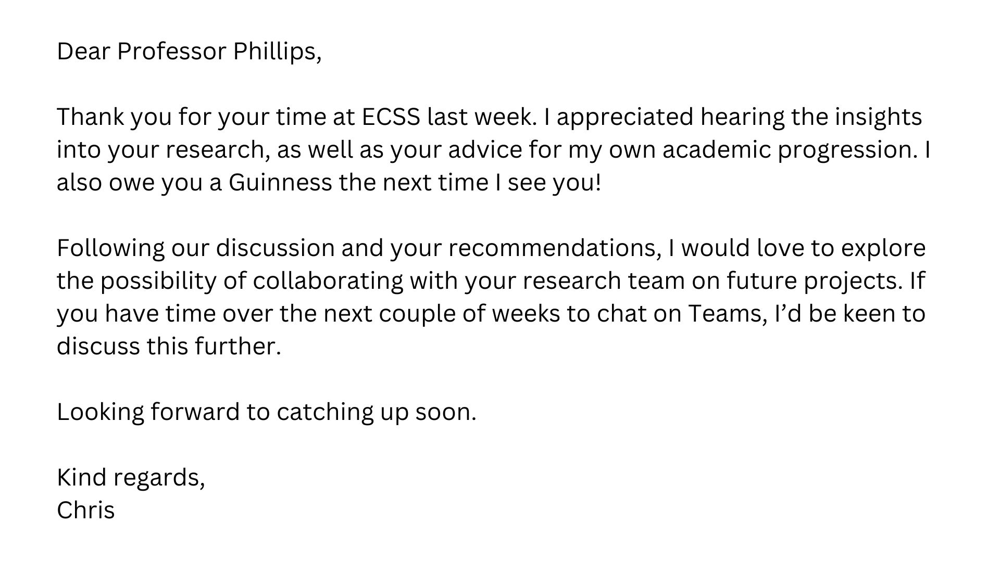 Dear Professor Phillips,
Thank you for your time at ECSS last week. I appreciated hearing the insights
into your research, as well as your advice for my own academic progression. I
also owe you a Guinness the next time I see you!
Following our discussion and your recommendations, I would love to explore
the possibility of collaborating with your research team on future projects. If
you have time over the next couple of weeks to chat on Teams, I’d be keen to
discuss this further.
Looking forward to catching up soon.
Kind regards,
Chris